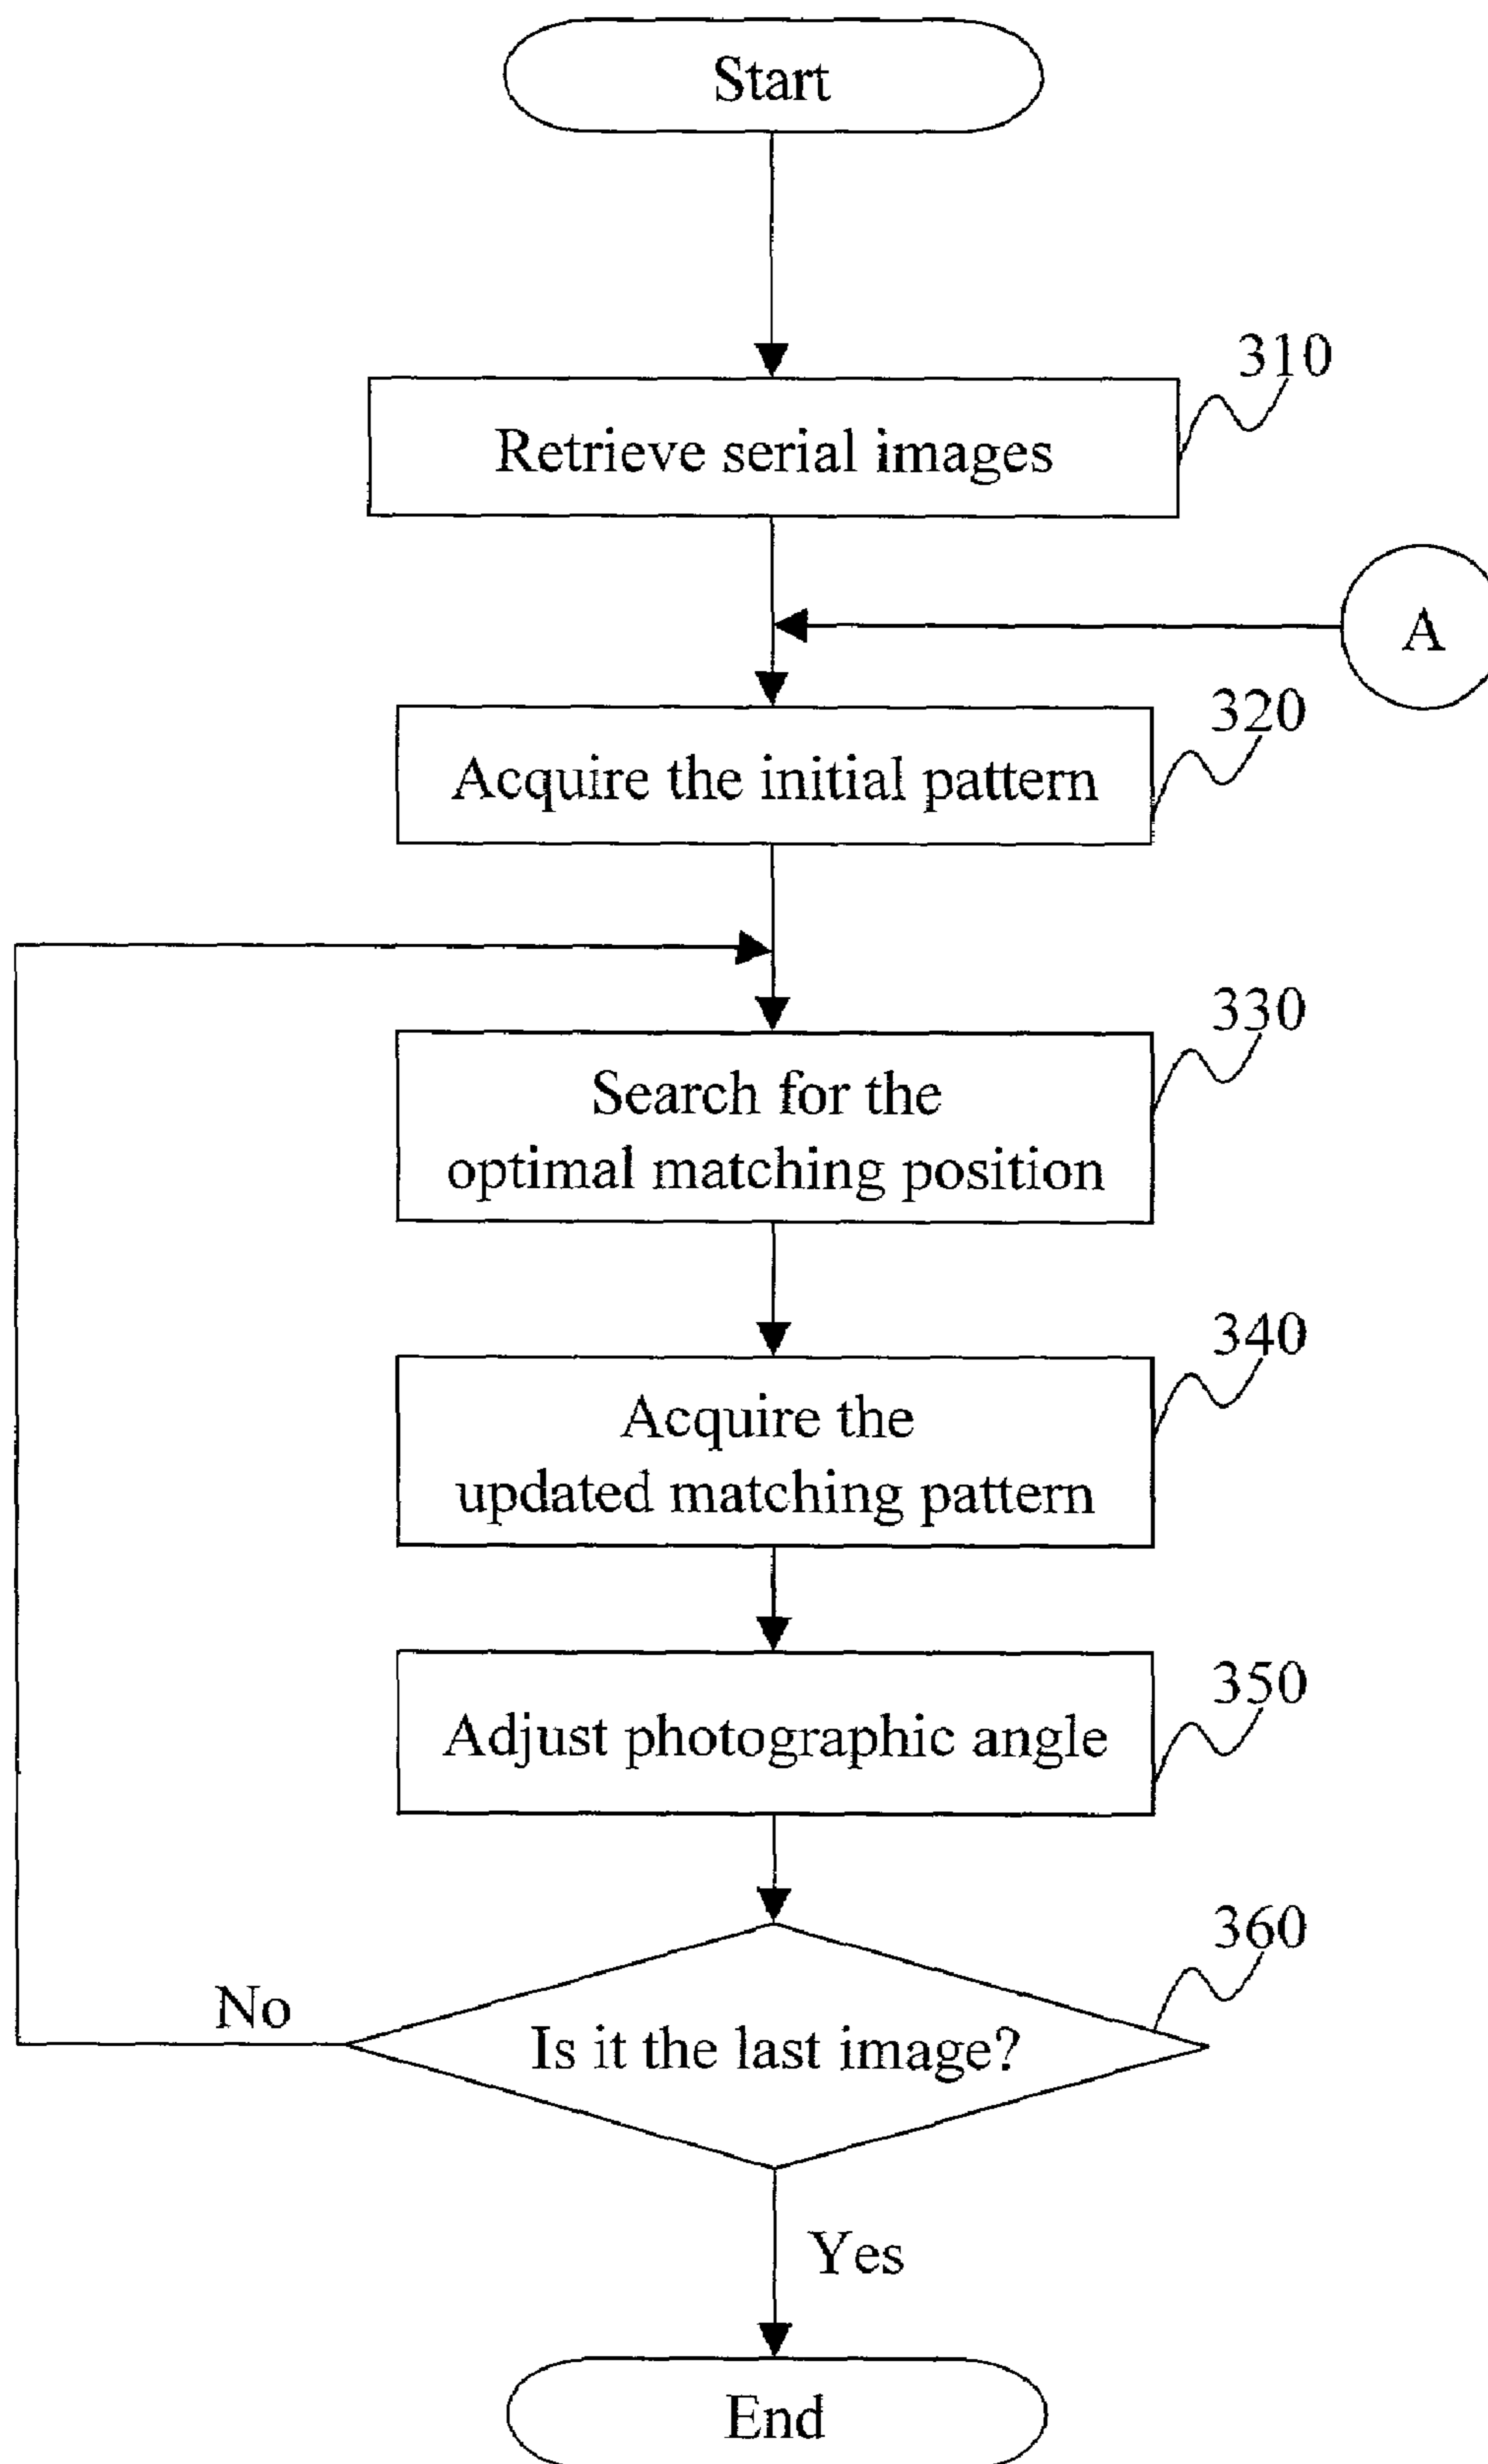 Start
310
Retrieve serial images
A
320
Acquire the initial pattern
330
Search for the
optimal matching position
340
Acquire the
updated matching pattern
350
Adjust photographic angle
360
No
Is it the last image?
Yes
End